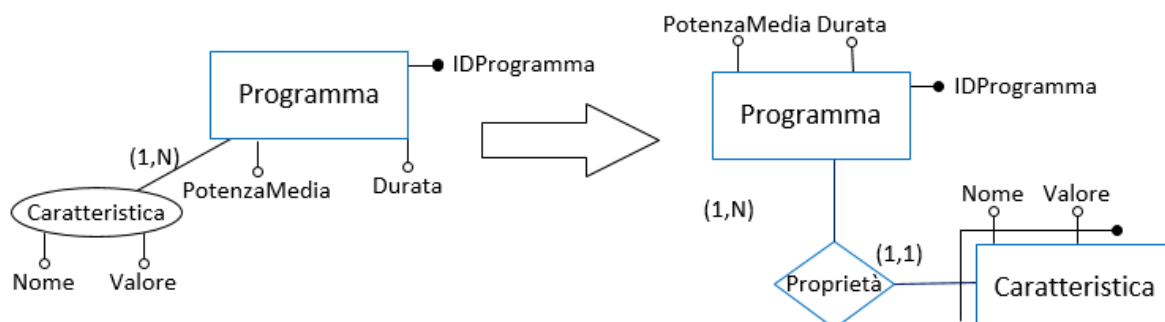 IDProgramma
Programma
(1,N)
PotenzaMedia
Durata
Caratteristica
Nome
Valore
PotenzaMedia
Durata
IDProgramma
Programma
(1,N)
Nome
Valore
(1,1)
Proprietà
Caratteristica